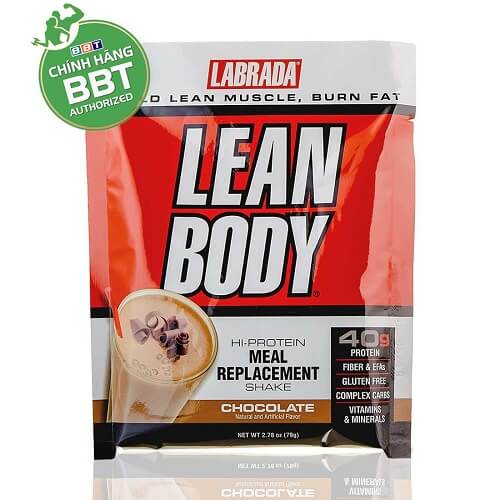 BBT
CHÍNH HÃNG
BBT
AUTHORIZED
LABRADA®
LD LEAN MUSCLE, BURN FAT
LEAN
BODY®
HI-PROTEIN
MEAL
REPLACEMENT
SHAKE
CHOCOLATE
Natural and Artificial Flavor
NET WT 2.78 oz (79g)
40g
PROTEIN
FIBER & EFAs
GLUTEN FREE
COMPLEX CARBS
VITAMINS
& MINERALS